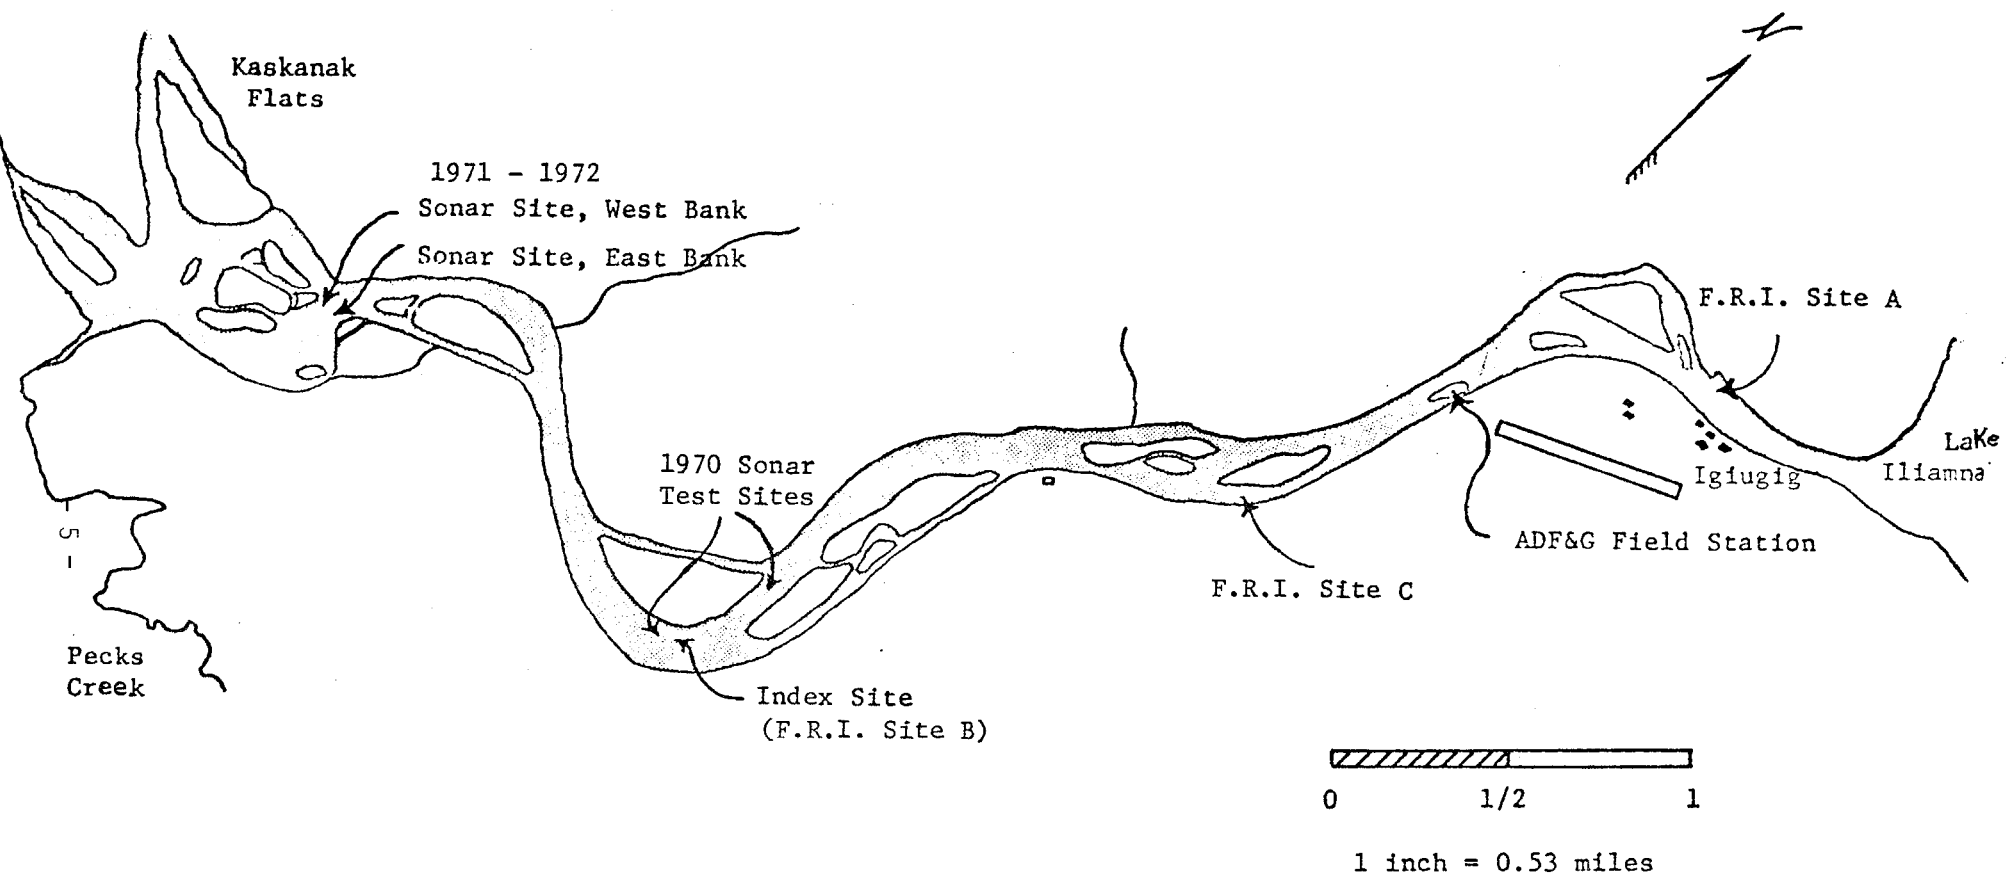 Kaskanak
Flats
1971 - 1972
Sonar Site, West Bank
Sonar Site, East Bank
N
F.R.I. Site A
Lake
Iliamna
Igiugig
1970 Sonar
Test Sites
ADF&G Field Station
F.R.I. Site C
- 5 -
Pecks
Creek
Index Site
(F.R.I. Site B)
0 1/2 1
1 inch = 0.53 miles